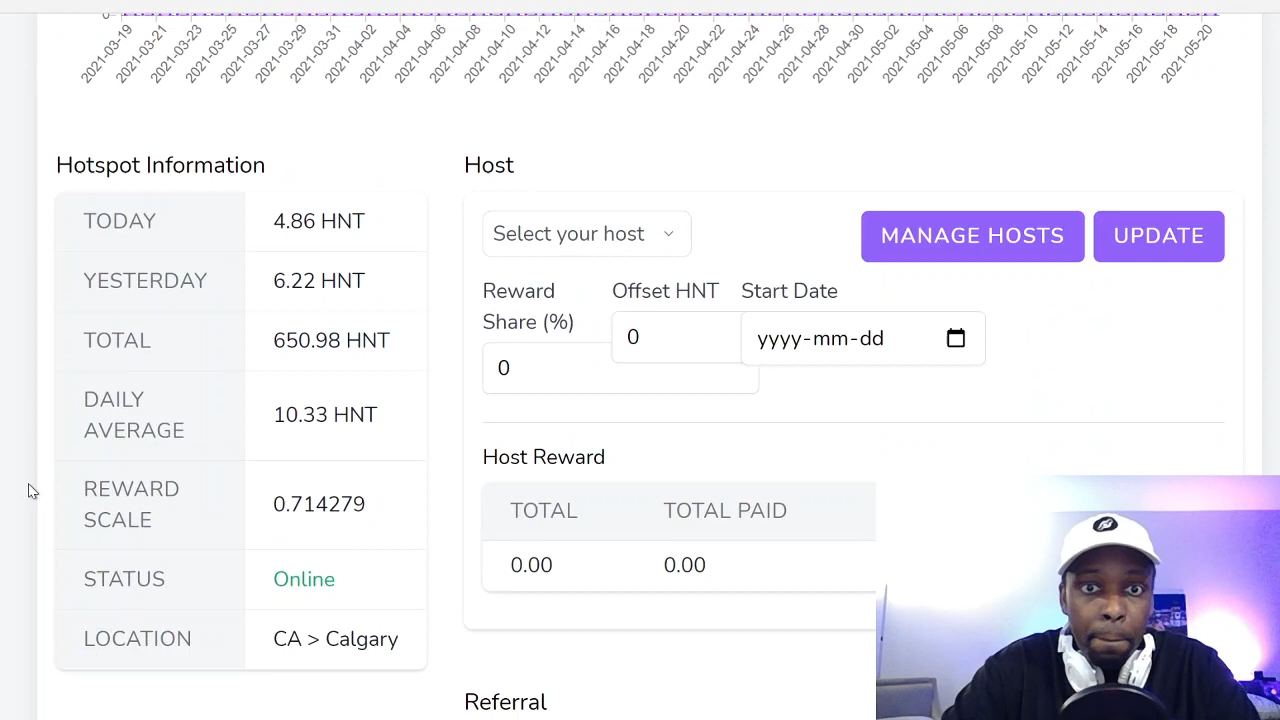 0
2021-03-19
2021-03-21
2021-03-23
2021-03-25
2021-03-27
2021-03-29
2021-03-31
2021-04-02
2021-04-04
2021-04-06
2021-04-08
2021-04-10
2021-04-12
2021-04-14
2021-04-16
2021-04-18
2021-04-20
2021-04-22
2021-04-24
2021-04-26
2021-04-28
2021-04-30
2021-05-02
2021-05-04
2021-05-06
2021-05-08
2021-05-10
2021-05-12
2021-05-14
2021-05-16
2021-05-18
2021-05-20
Hotspot Information
TODAY 4.86 HNT
YESTERDAY 6.22 HNT
TOTAL 650.98 HNT
DAILY
AVERAGE
10.33 HNT
REWARD
SCALE
0.714279
STATUS Online
LOCATION CA > Calgary
Host
Select your host
MANAGE HOSTS
UPDATE
Reward
Share (%)
0
Offset HNT
0
Start Date
yyyy-mm-dd
Host Reward
TOTAL TOTAL PAID
0.00 0.00
Referral